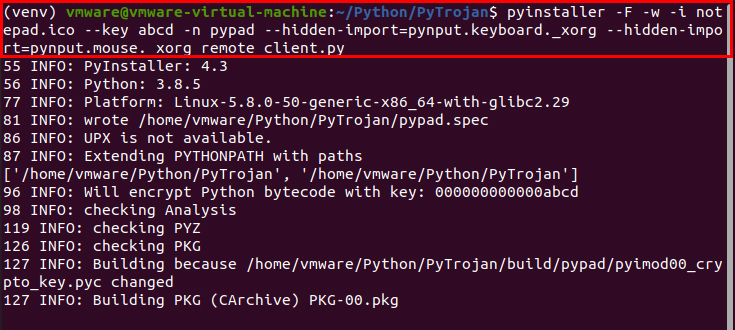 (venv) vmware@vmware-virtual-machine:~/Python/PyTrojan$ pyinstaller -F -w -i not
epad.ico --key abcd -n pypad --hidden-import=pynput.keyboard._xorg --hidden-impo
rt=pynput.mouse._xorg remote_client.py
55 INFO: PyInstaller: 4.3
56 INFO: Python: 3.8.5
77 INFO: Platform: Linux-5.8.0-50-generic-x86_64-with-glibc2.29
81 INFO: wrote /home/vmware/Python/PyTrojan/pypad.spec
86 INFO: UPX is not available.
87 INFO: Extending PYTHONPATH with paths
['/home/vmware/Python/PyTrojan', '/home/vmware/Python/PyTrojan']
96 INFO: Will encrypt Python bytecode with key: 000000000000abcd
98 INFO: checking Analysis
119 INFO: checking PYZ
126 INFO: checking PKG
127 INFO: Building because /home/vmware/Python/PyTrojan/build/pypad/pyimod00_cry
pto_key.pyc changed
127 INFO: Building PKG (CArchive) PKG-00.pkg